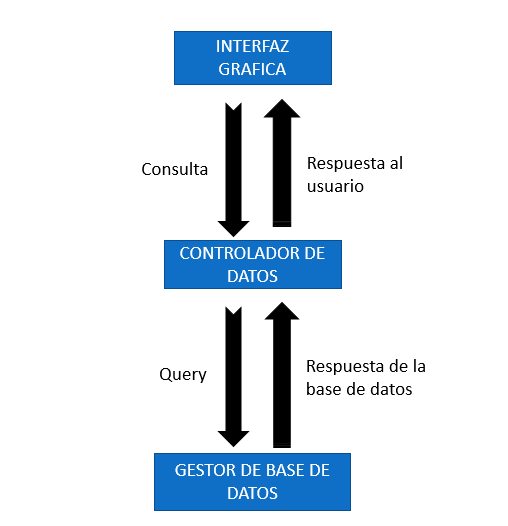 INTERFAZ
GRAFICA
Consulta
Respuesta al
usuario
CONTROLADOR DE
DATOS
Query
Respuesta de la
base de datos
GESTOR DE BASE DE
DATOS